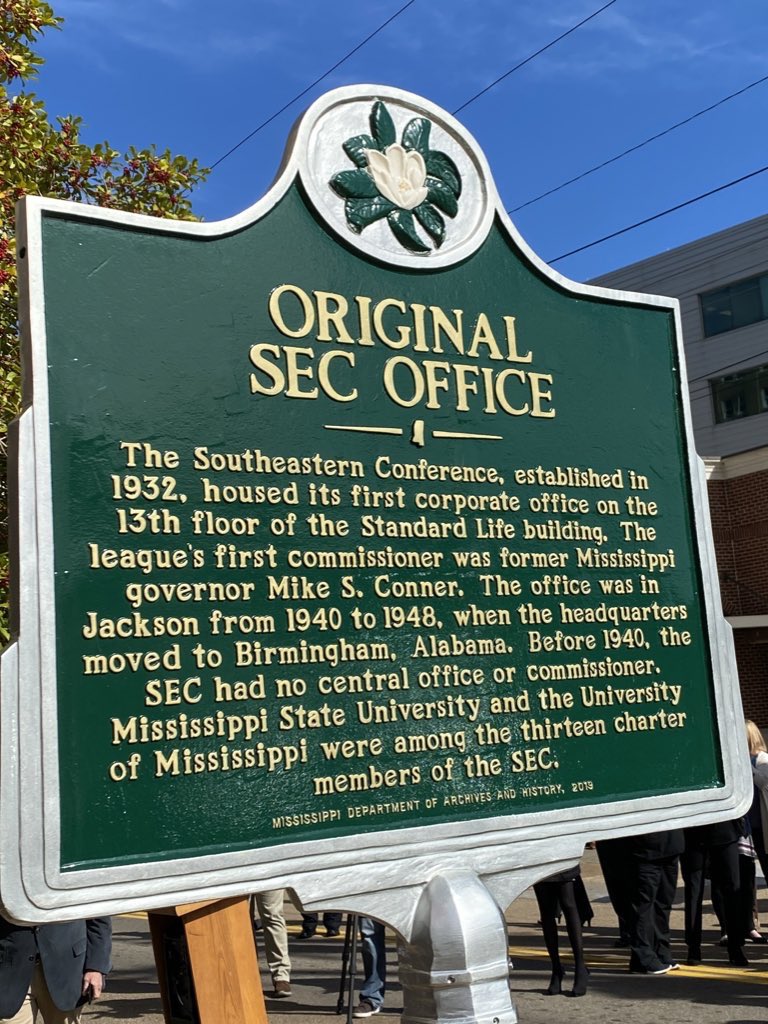 ORIGINAL
SEC OFFICE
The Southeastern Conference, established in
1932, housed its first corporate office on the
13th floor of the Standard Life building. The
league's first commissioner was former Mississippi
governor Mike S. Conner. The office was in
Jackson from 1940 to 1948, when the headquarters
moved to Birmingham, Alabama. Before 1940, the
SEC had no central office or commissioner.
Mississippi State University and the University
of Mississippi were among the thirteen charter
members of the SEC.
MISSISSIPPI DEPARTMENT OF ARCHIVES AND HISTORY, 2019